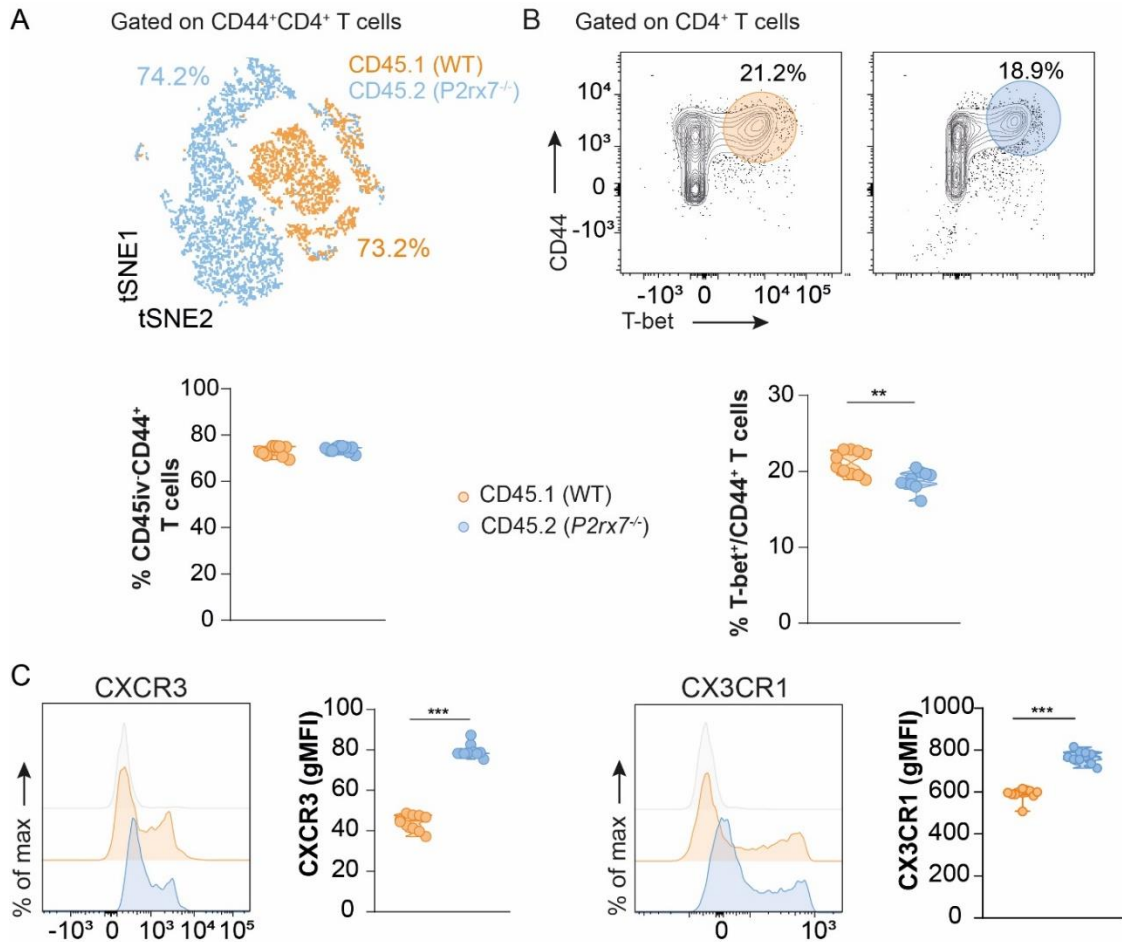 A
Gated on CD44⁺CD4⁺ T cells
74.2%
CD45.1 (WT)
CD45.2 (P2rx7⁻/⁻)
73.2%
tSNE1
tSNE2
B
Gated on CD4⁺ T cells
21.2%
18.9%
10⁴
10³
0
-10³
CD44
-10³ 0 10⁴ 10⁵
T-bet
% CD45iv⁻CD44⁺
T cells
100
80
60
40
20
0
CD45.1 (WT)
CD45.2 (P2rx7⁻/⁻)
% T-bet⁺/CD44⁺ T cells
30
20
10
0
**
C
CXCR3
% of max
-10³ 0 10³ 10⁴ 10⁵
CXCR3 (gMFI)
100
80
60
40
20
0
***
CX3CR1
% of max
0 10³
CX3CR1 (gMFI)
1000
800
600
400
200
0
***